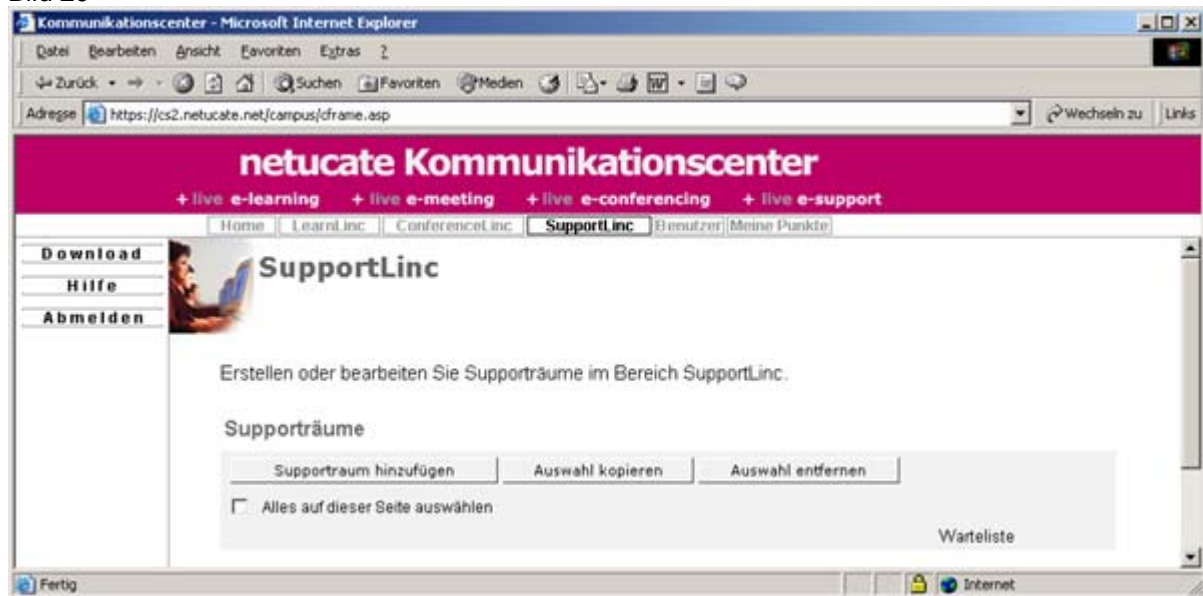 Kommunikationscenter - Microsoft Internet Explorer
Datei Bearbeiten Ansicht Favoriten Extras ?
Zurück Suchen Favoriten Medien
Adresse https://cs2.netucate.net/campus/cframe.asp Wechseln zu Links
netucate Kommunikationscenter
+ live e-learning + live e-meeting + live e-conferencing + live e-support
Home LearnLinc ConferenceLinc SupportLinc Benutzer Meine Punkte
Download
Hilfe
Abmelden
SupportLinc
Erstellen oder bearbeiten Sie Supporträume im Bereich SupportLinc.
Supporträume
Supportraum hinzufügen Auswahl kopieren Auswahl entfernen
Alles auf dieser Seite auswählen
Warteliste
Fertig Internet